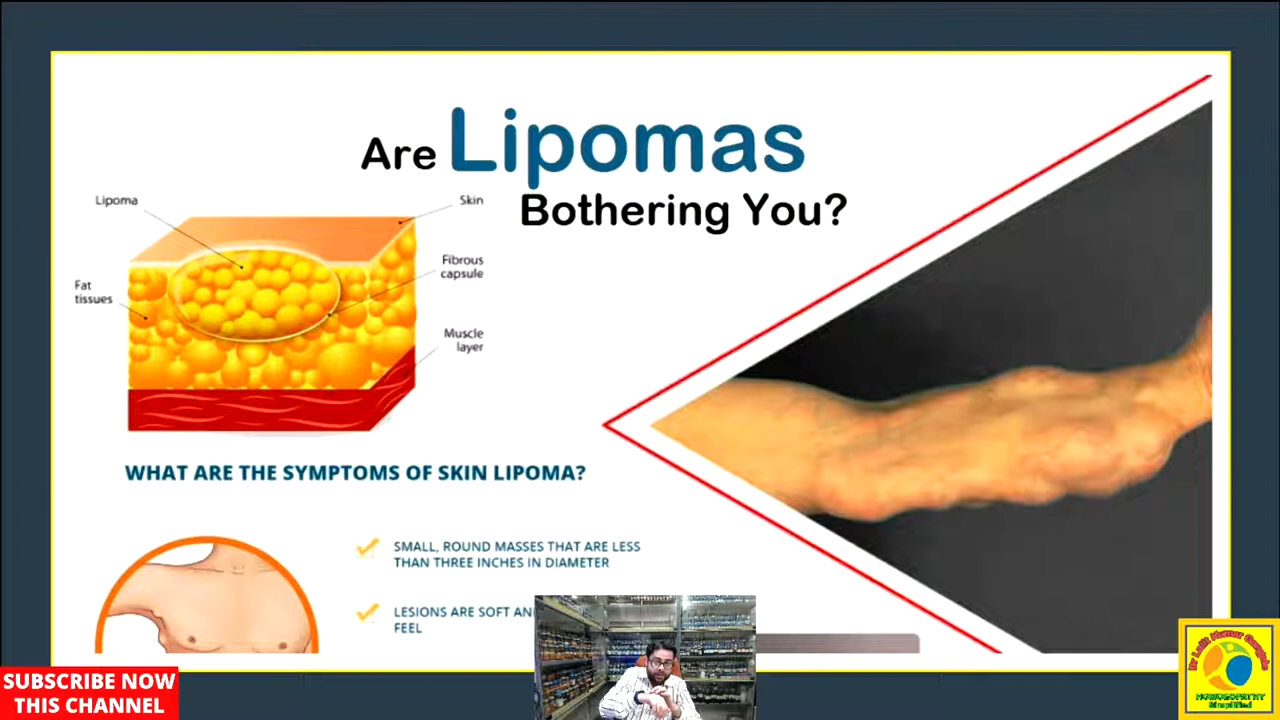 Are Lipomas
Bothering You?
Lipoma
Skin
Fat
tissues
Fibrous
capsule
Muscle
layer
WHAT ARE THE SYMPTOMS OF SKIN LIPOMA?
SMALL, ROUND MASSES THAT ARE LESS
THAN THREE INCHES IN DIAMETER
LESIONS ARE SOFT AN
FEEL
SUBSCRIBE NOW
THIS CHANNEL
HOMOEOPATHY
Simplified